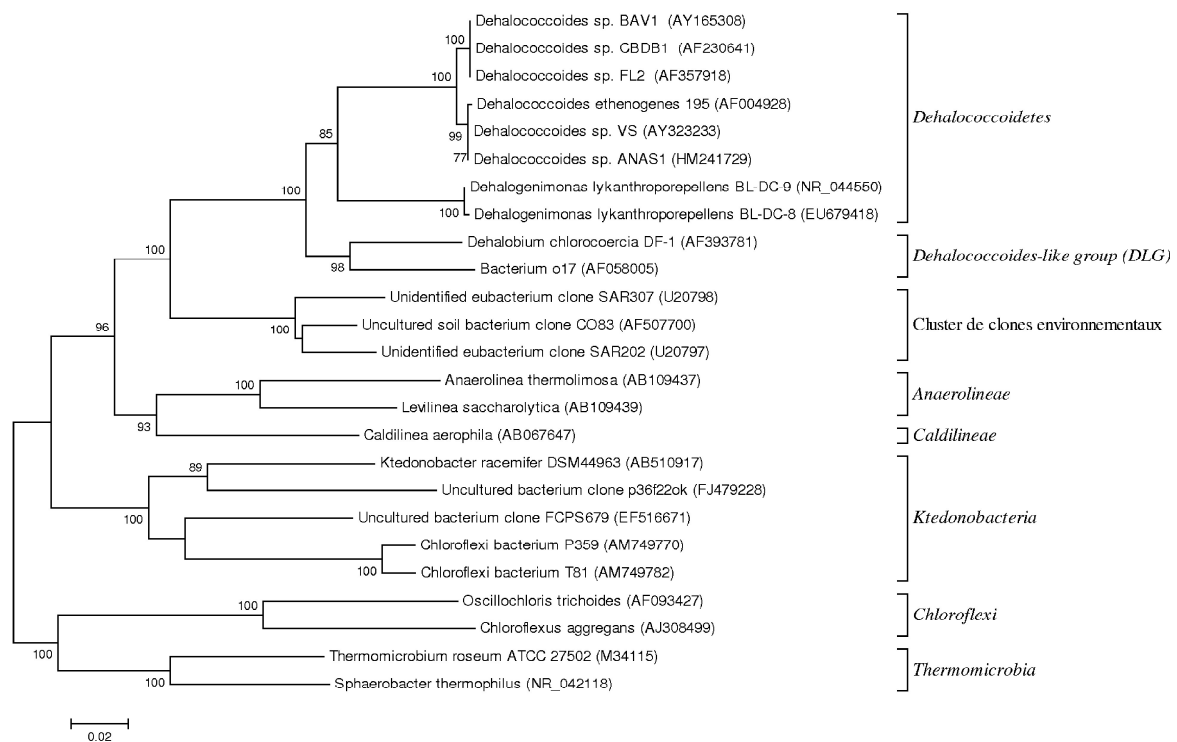 Dehalococcoides sp. BAV1 (AY165308)
100
Dehalococcoides sp. CBDB1 (AF230641)
100
Dehalococcoides sp. FL2 (AF357918)
Dehalococcoides ethenogenes 195 (AF004928)
Dehalococcoidetes
85
99
Dehalococcoides sp. VS (AY323233)
77
Dehalococcoides sp. ANAS1 (HM241729)
100
Dehalogenimonas lykanthroporepellens BL-DC-9 (NR_044550)
100
Dehalogenimonas lykanthroporepellens BL-DC-8 (EU679418)
Dehalobium chlorocoercia DF-1 (AF393781)
100
Dehalococcoides-like group (DLG)
98
Bacterium o17 (AF058005)
Unidentified eubacterium clone SAR307 (U20798)
96
100
Uncultured soil bacterium clone CO83 (AF507700)
Cluster de clones environnementaux
Unidentified eubacterium clone SAR202 (U20797)
100
Anaerolinea thermolimosa (AB109437)
Anaerolineae
Levilinea saccharolytica (AB109439)
93
Caldilinea aerophila (AB067647)
Caldilineae
89
Ktedonobacter racemifer DSM44963 (AB510917)
Uncultured bacterium clone p36f22ok (FJ479228)
100
Uncultured bacterium clone FCPS679 (EF516671)
Ktedonobacteria
Chloroflexi bacterium P359 (AM749770)
100
Chloroflexi bacterium T81 (AM749782)
100
Oscillochloris trichoides (AF093427)
Chloroflexi
Chloroflexus aggregans (AJ308499)
100
Thermomicrobium roseum ATCC 27502 (M34115)
Thermomicrobia
100
Sphaerobacter thermophilus (NR_042118)
0.02